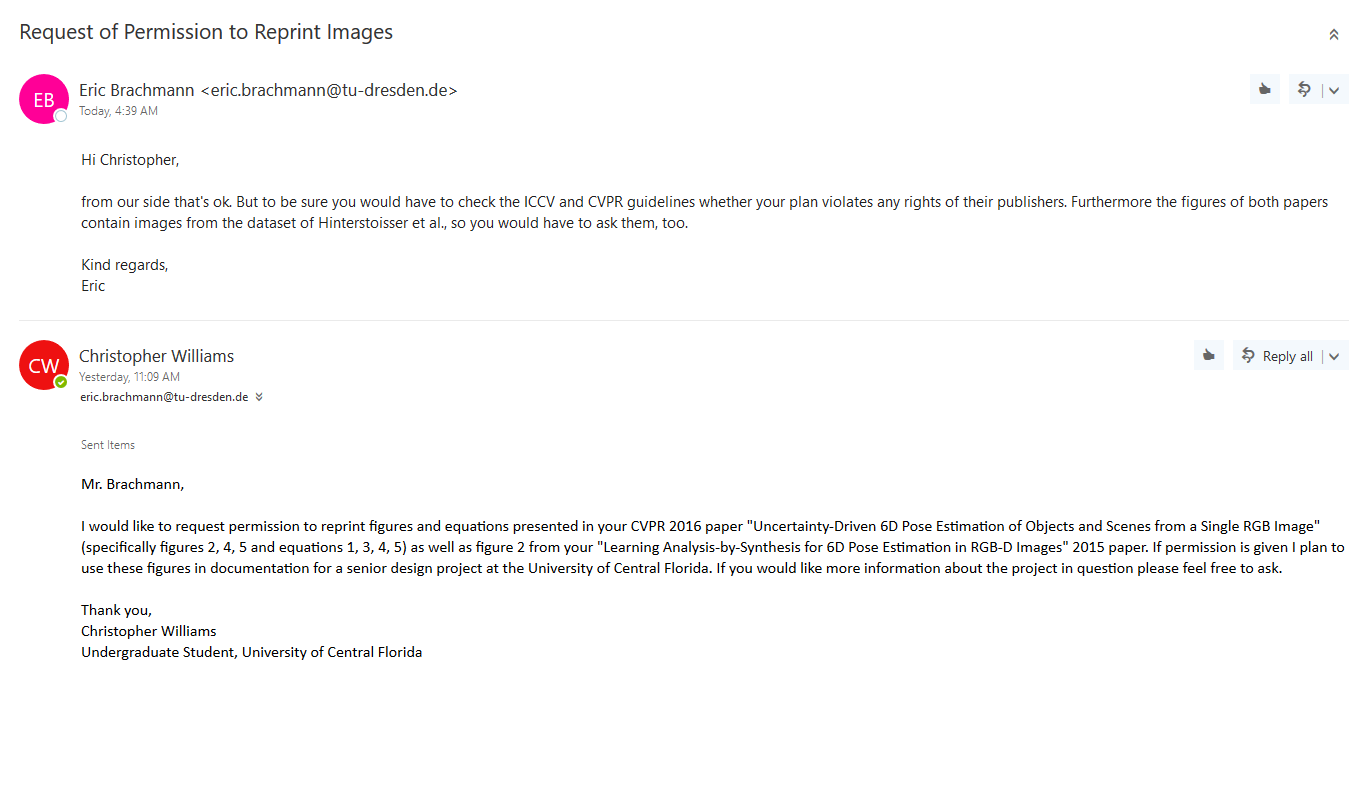 Request of Permission to Reprint Images
EB
Eric Brachmann <eric.brachmann@tu-dresden.de>
Today, 4:39 AM
Hi Christopher,
from our side that's ok. But to be sure you would have to check the ICCV and CVPR guidelines whether your plan violates any rights of their publishers. Furthermore the figures of both papers
contain images from the dataset of Hinterstoisser et al., so you would have to ask them, too.
Kind regards,
Eric
CW
Christopher Williams
Reply all
Yesterday, 11:09 AM
eric.brachmann@tu-dresden.de
Sent Items
Mr. Brachmann,
I would like to request permission to reprint figures and equations presented in your CVPR 2016 paper "Uncertainty-Driven 6D Pose Estimation of Objects and Scenes from a Single RGB Image"
(specifically figures 2, 4, 5 and equations 1, 3, 4, 5) as well as figure 2 from your "Learning Analysis-by-Synthesis for 6D Pose Estimation in RGB-D Images" 2015 paper. If permission is given I plan to
use these figures in documentation for a senior design project at the University of Central Florida. If you would like more information about the project in question please feel free to ask.
Thank you,
Christopher Williams
Undergraduate Student, University of Central Florida